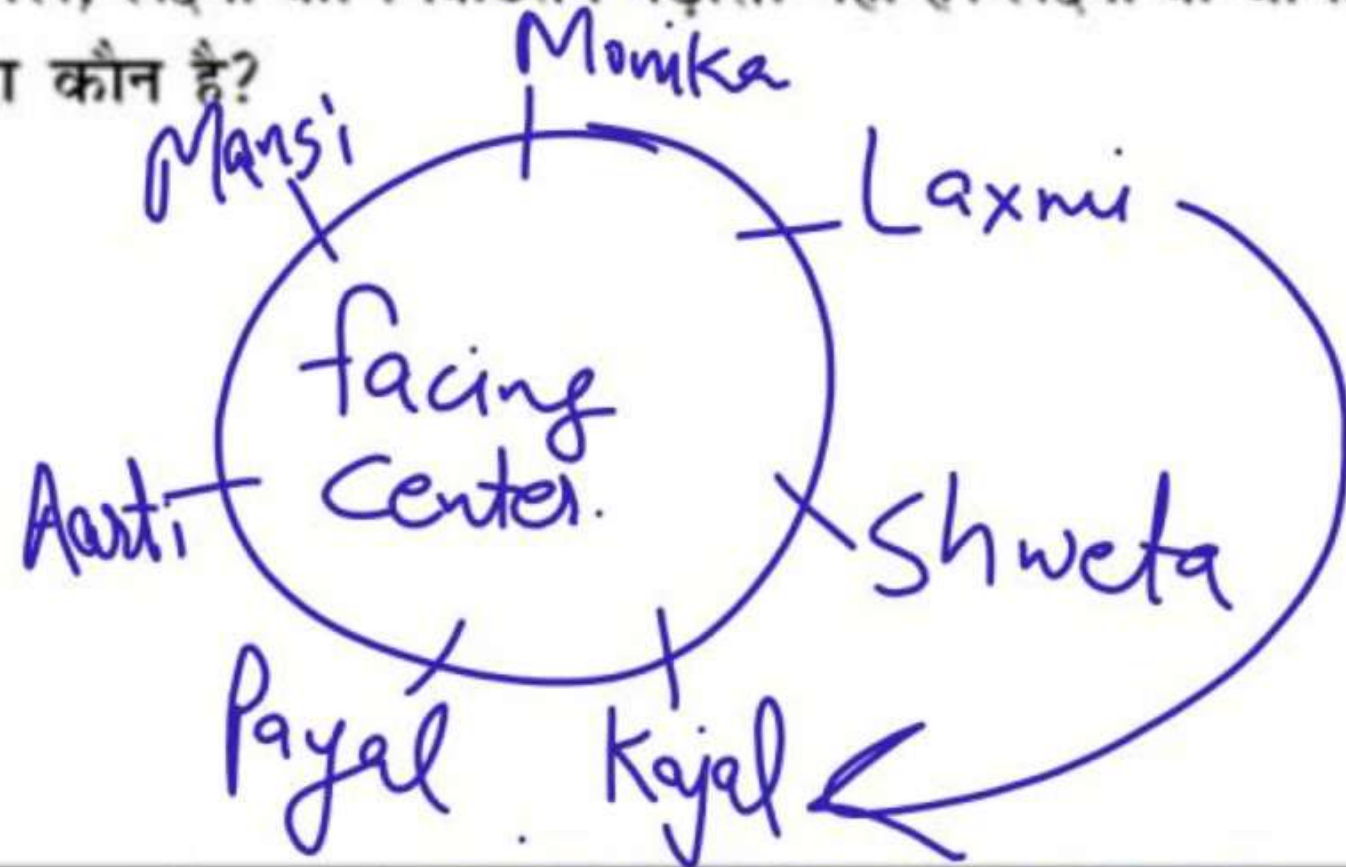 कौन है?
Monika
Mansi
Laxmi
facing
center.
Aarti
Shweta
Payal
Kajal